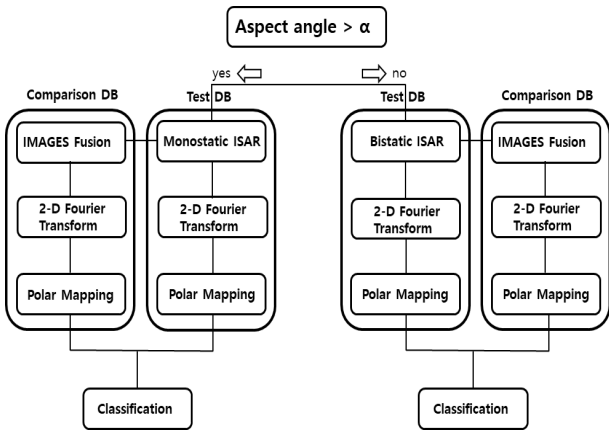 Aspect angle > α
yes
no
Comparison DB
Test DB
Test DB
Comparison DB
IMAGES Fusion
Monostatic ISAR
Bistatic ISAR
IMAGES Fusion
2-D Fourier
Transform
2-D Fourier
Transform
2-D Fourier
Transform
2-D Fourier
Transform
Polar Mapping
Polar Mapping
Polar Mapping
Polar Mapping
Classification
Classification